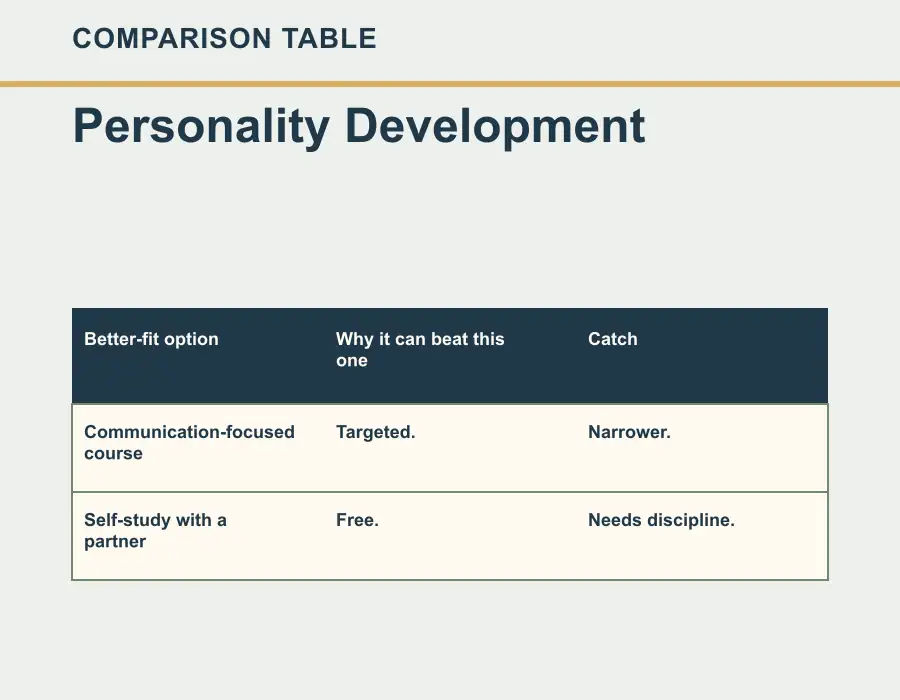 COMPARISON TABLE
Personality Development
Better-fit option
Why it can beat this
one
Catch
Communication-focused
course
Targeted.
Narrower.
Self-study with a
partner
Free.
Needs discipline.